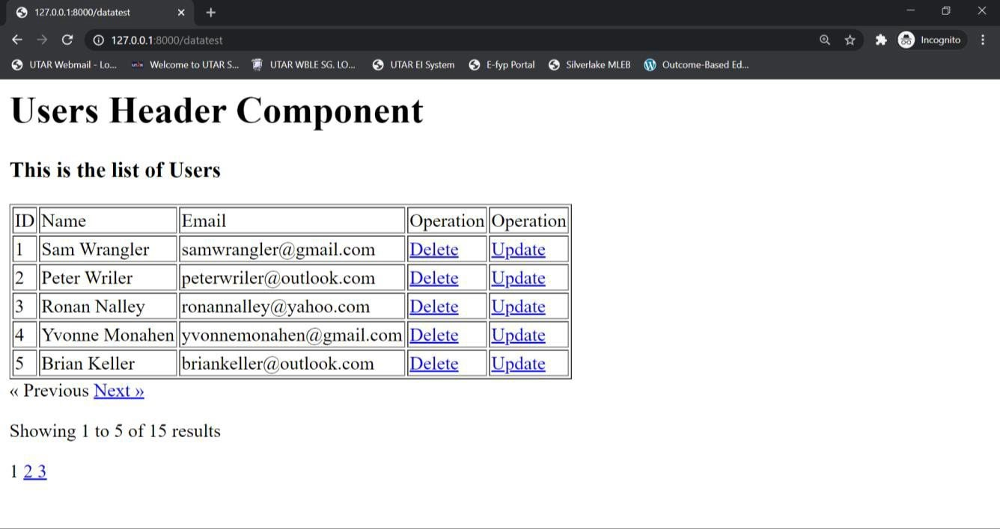 127.0.0.1:8000/datatest
127.0.0.1:8000/datatest Incognito
UTAR Webmail - Lo... Welcome to UTAR S... UTAR WBLE SG. LO... UTAR EI System E-fyp Portal Silverlake MLEB Outcome-Based Ed...
Users Header Component
This is the list of Users
ID Name Email Operation Operation
1 Sam Wrangler samwrangler@gmail.com Delete Update
2 Peter Wriler peterwriler@outlook.com Delete Update
3 Ronan Nalley ronannalley@yahoo.com Delete Update
4 Yvonne Monahen yvonnemonahen@gmail.com Delete Update
5 Brian Keller briankeller@outlook.com Delete Update
« Previous Next »
Showing 1 to 5 of 15 results
1 2 3